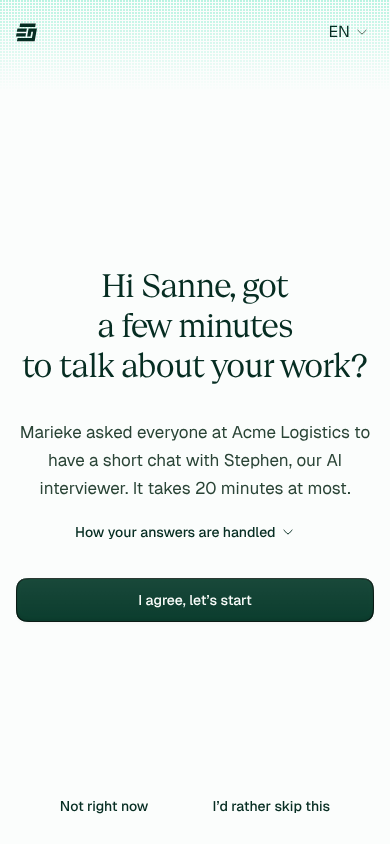 EN
Hi Sanne, got
a few minutes
to talk about your work?
Marieke asked everyone at Acme Logistics to
have a short chat with Stephen, our AI
interviewer. It takes 20 minutes at most.
How your answers are handled
I agree, let’s start
Not right now
I’d rather skip this